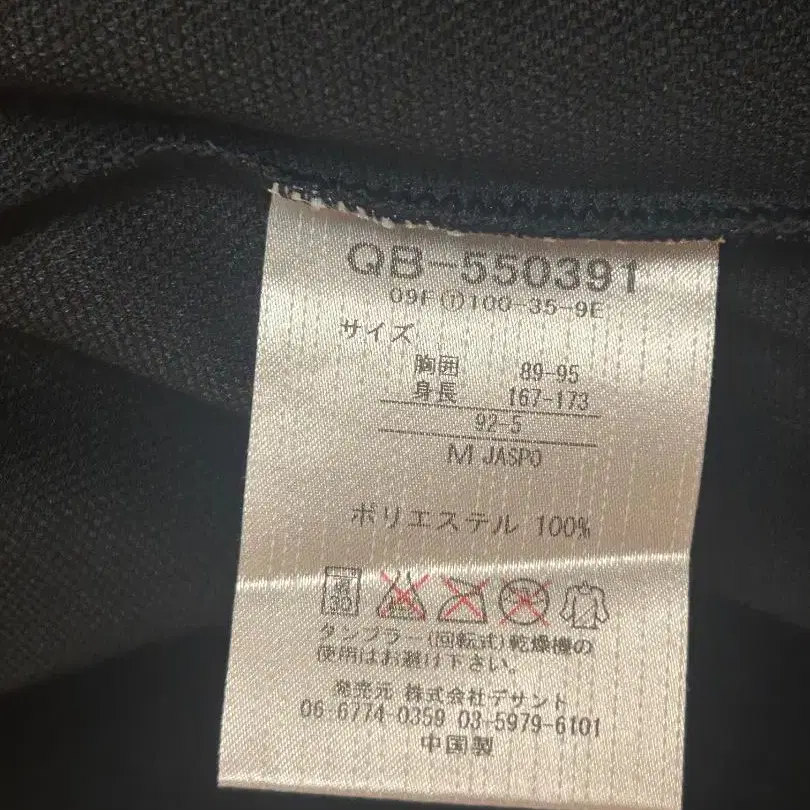 QB-550391
09F①100-35-9E
サイズ
胸囲 89-95
身長 167-173
92-5
M JASPO
ポリエステル 100%
30
タンブラー(回転式)乾燥機の
使用はお避け下さい。
発売元 株式会社デサント
06-6774-0359 03-5979-6101
中国製